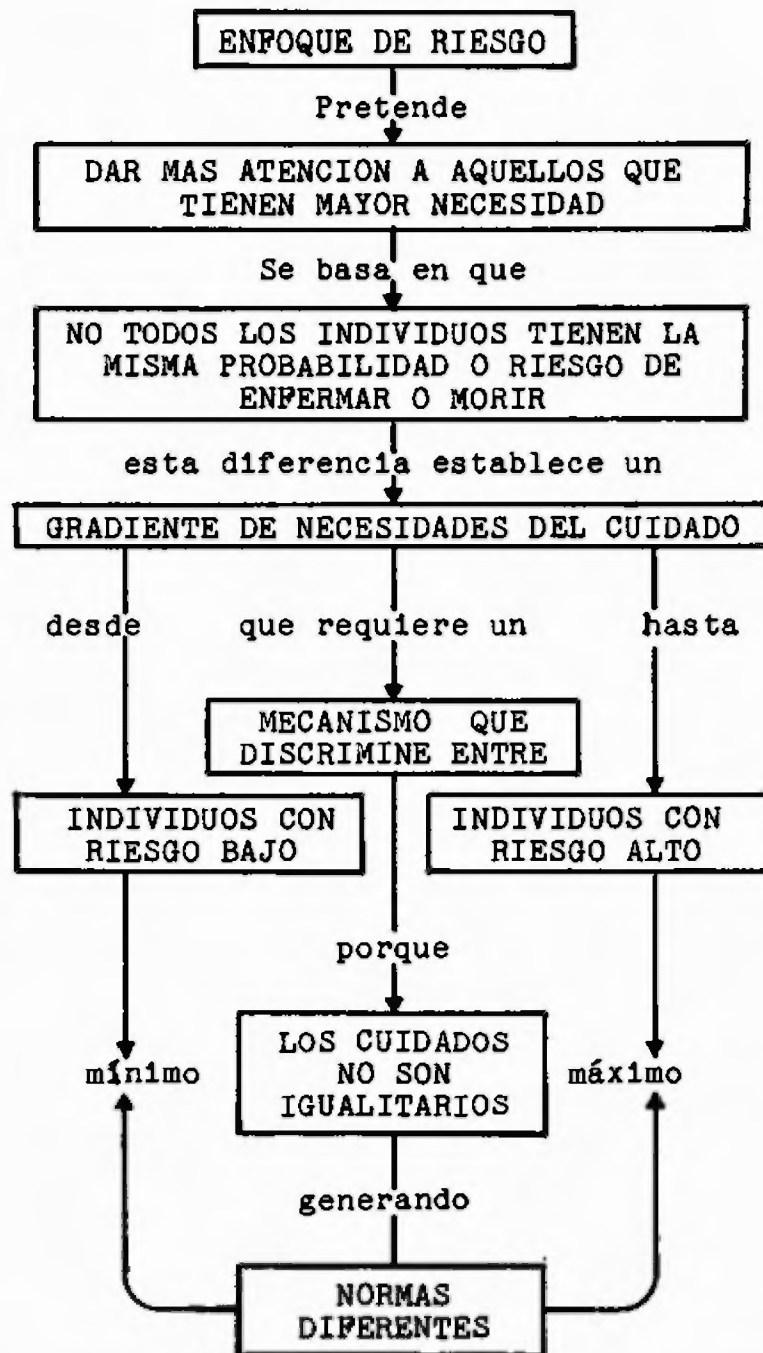 ENFOQUE DE RIESGO
Pretende
DAR MAS ATENCION A AQUELLOS QUE
TIENEN MAYOR NECESIDAD
Se basa en que
NO TODOS LOS INDIVIDUOS TIENEN LA
MISMA PROBABILIDAD O RIESGO DE
ENFERMAR O MORIR
esta diferencia establece un
GRADIENTE DE NECESIDADES DEL CUIDADO
desde que requiere un hasta
MECANISMO QUE
DISCRIMINE ENTRE
INDIVIDUOS CON
RIESGO BAJO
INDIVIDUOS CON
RIESGO ALTO
porque
LOS CUIDADOS
NO SON
IGUALITARIOS
mínimo
máximo
generando
NORMAS
DIFERENTES